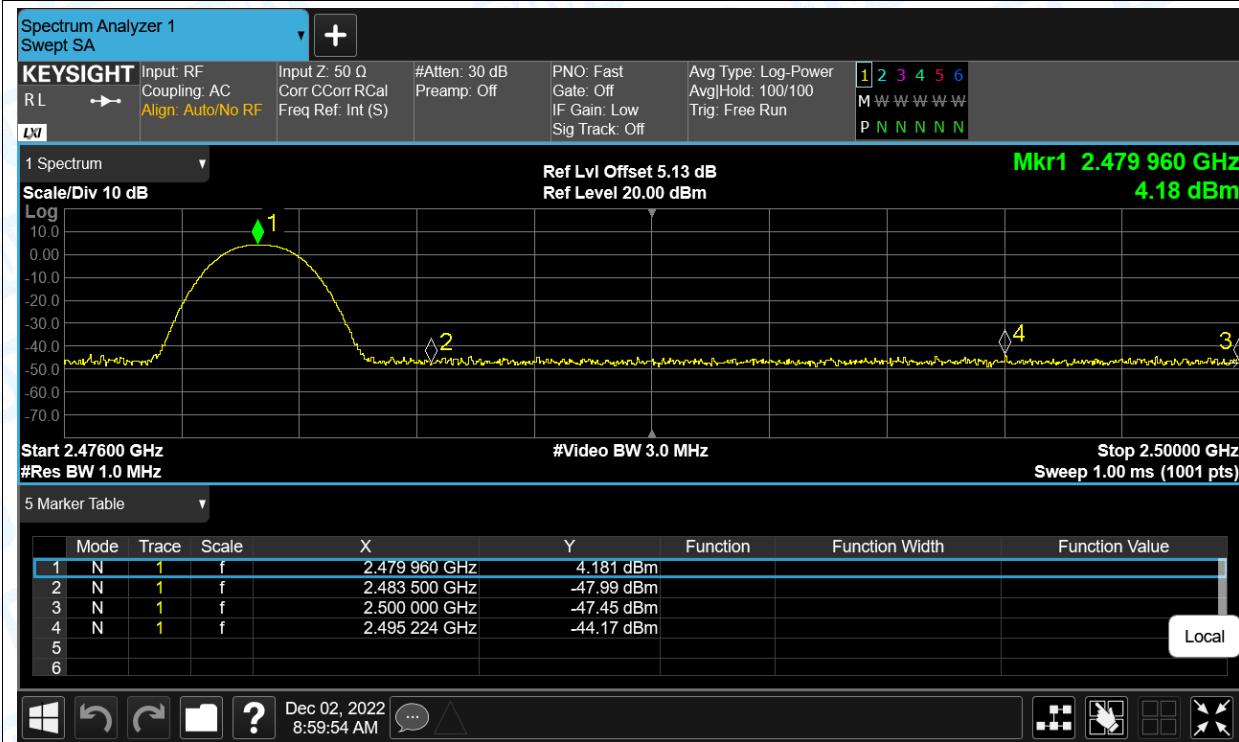 Spectrum Analyzer 1
Swept SA
+
KEYSIGHT
R L
LXI
Input: RF
Coupling: AC
Align: Auto/No RF
Input Z: 50 Ω
Corr CCorr RCal
Freq Ref: Int (S)
#Atten: 30 dB
Preamp: Off
PNO: Fast
Gate: Off
IF Gain: Low
Sig Track: Off
Avg Type: Log-Power
Avg|Hold: 100/100
Trig: Free Run
1 2 3 4 5 6
M W W W W W
P N N N N N
1 Spectrum
Scale/Div 10 dB
Ref Lvl Offset 5.13 dB
Ref Level 20.00 dBm
Mkr1 2.479 960 GHz
4.18 dBm
Log
10.0
0.00
-10.0
-20.0
-30.0
-40.0
-50.0
-60.0
-70.0
1
2
4
3
Start 2.47600 GHz
#Res BW 1.0 MHz
#Video BW 3.0 MHz
Stop 2.50000 GHz
Sweep 1.00 ms (1001 pts)
5 Marker Table
Mode Trace Scale X Y Function Function Width Function Value
1 N 1 f 2.479 960 GHz 4.181 dBm
2 N 1 f 2.483 500 GHz -47.99 dBm
3 N 1 f 2.500 000 GHz -47.45 dBm
4 N 1 f 2.495 224 GHz -44.17 dBm
5
6
Local
?
Dec 02, 2022
8:59:54 AM